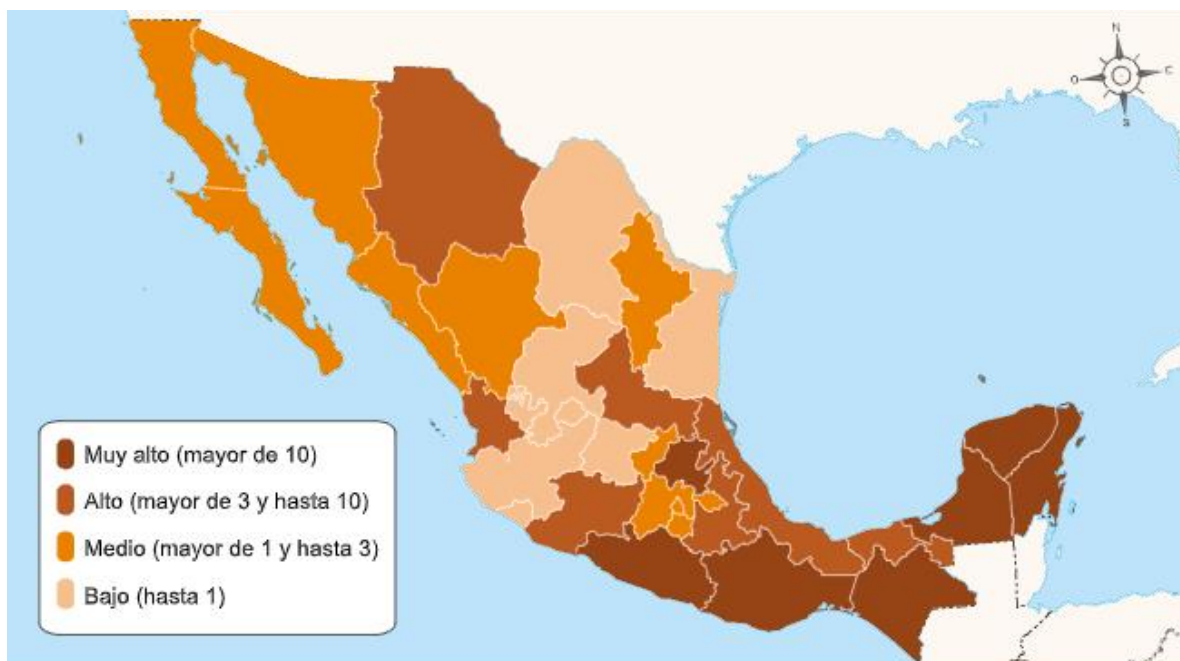 N
O
E
S
Muy alto (mayor de 10)
Alto (mayor de 3 y hasta 10)
Medio (mayor de 1 y hasta 3)
Bajo (hasta 1)